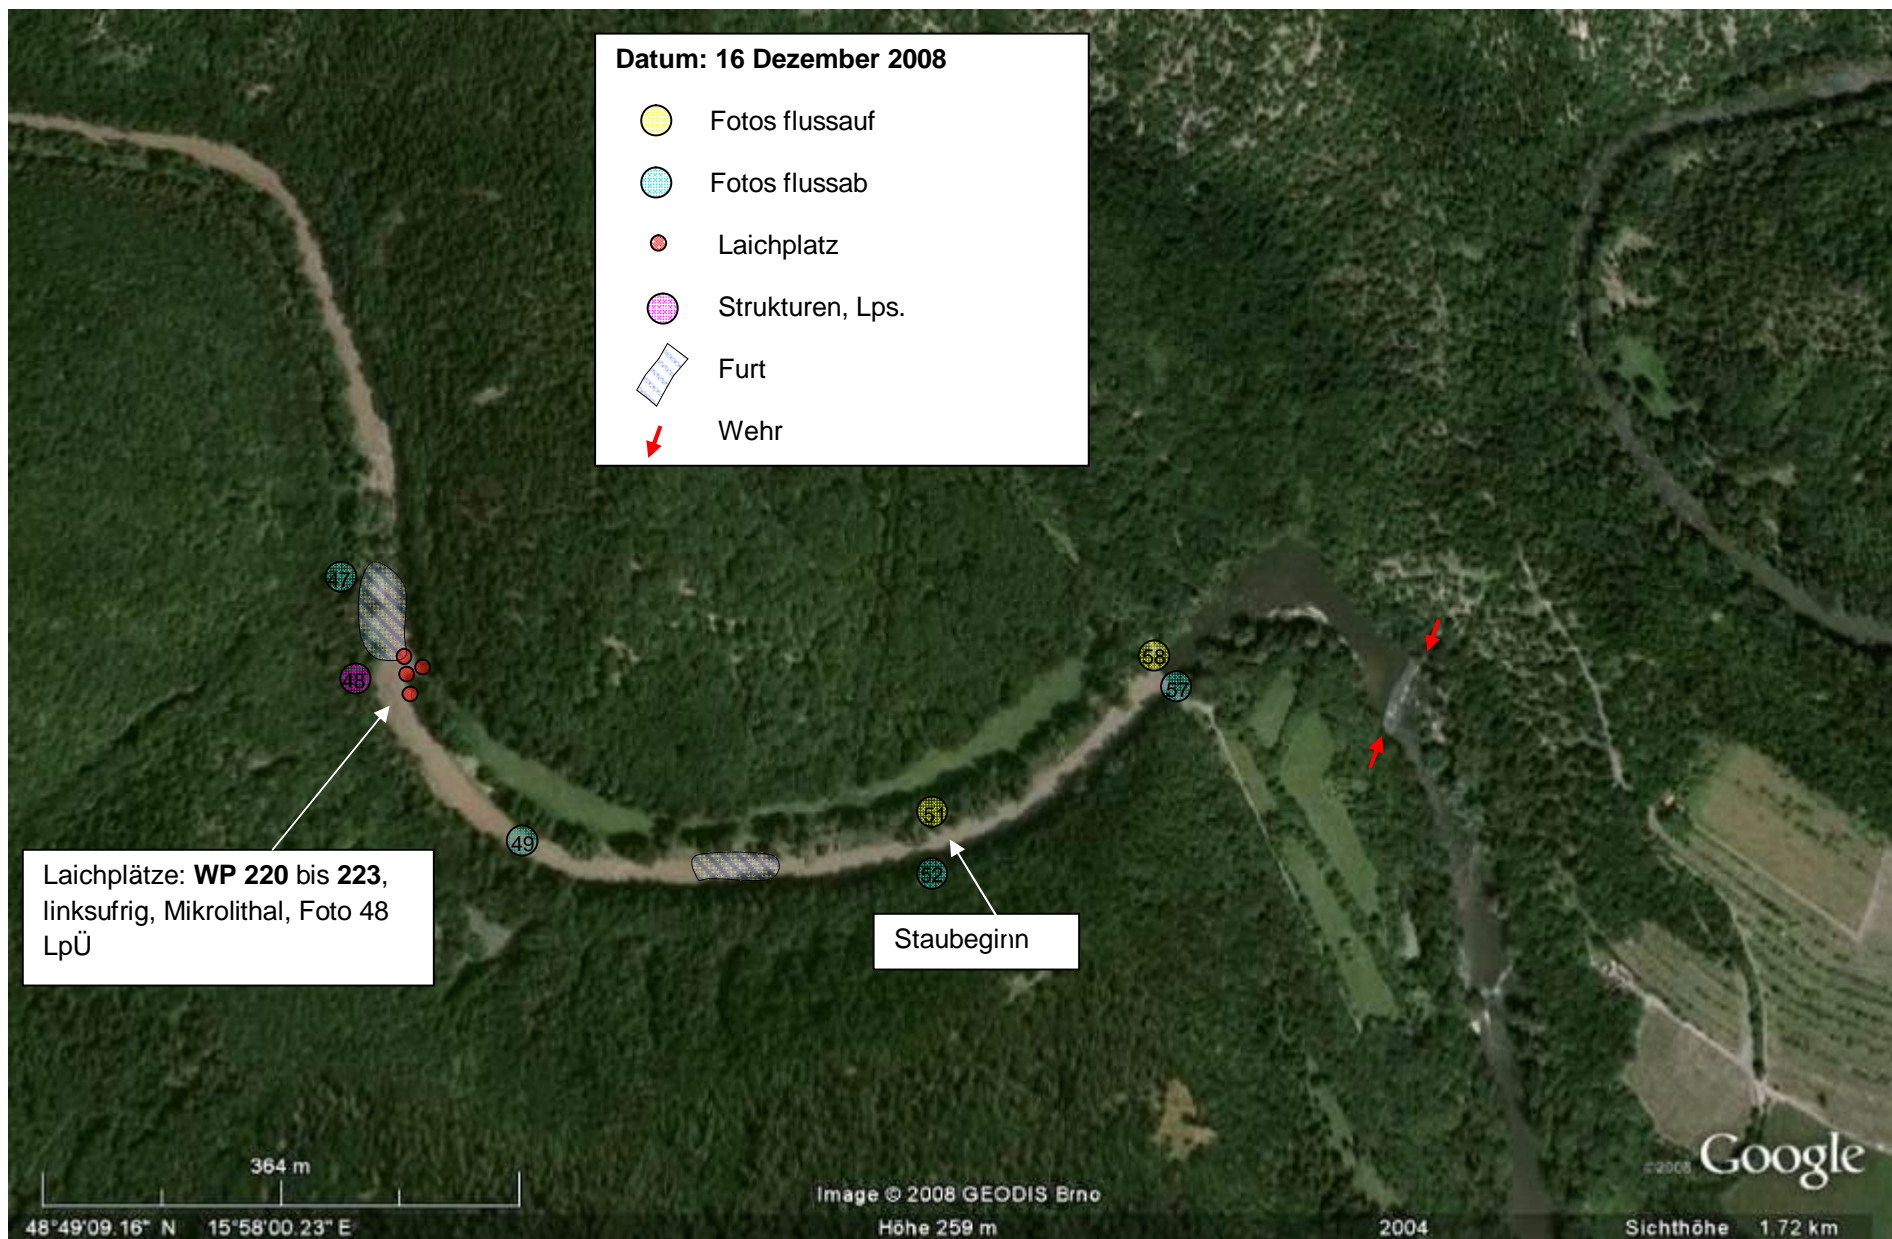 Datum: 16 Dezember 2008
Fotos flussauf
Fotos flussab
Laichplatz
Strukturen, Lps.
Furt
Wehr
47
48
58
57
51
49
52
Laichplätze: WP 220 bis 223,
linksufrig, Mikrolithal, Foto 48
LpÜ
Staubeginn
364 m
©2008 Google
Image © 2008 GEODIS Brno
48°49'09.16" N 15°58'00.23" E
Höhe 259 m
2004
Sichthöhe 1.72 km